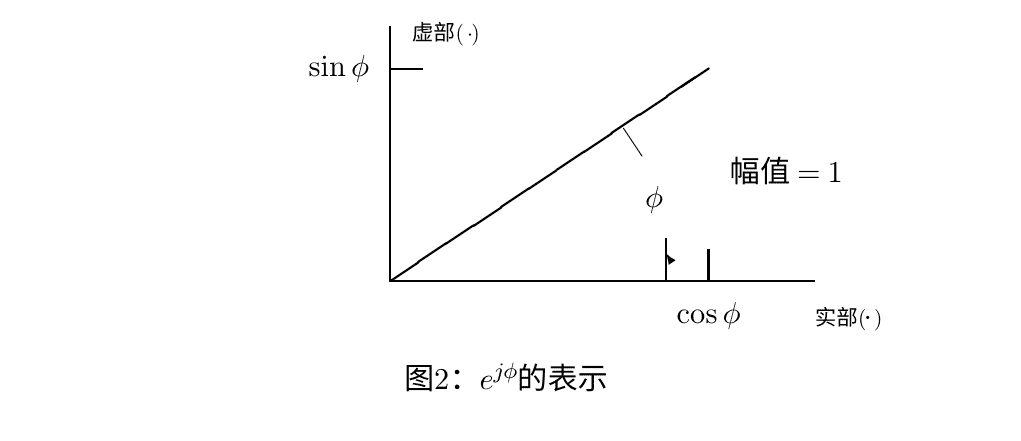 虚部(·)
sin ϕ
幅值 = 1
ϕ
cos ϕ
实部(·)
图2：e^{jϕ}的表示